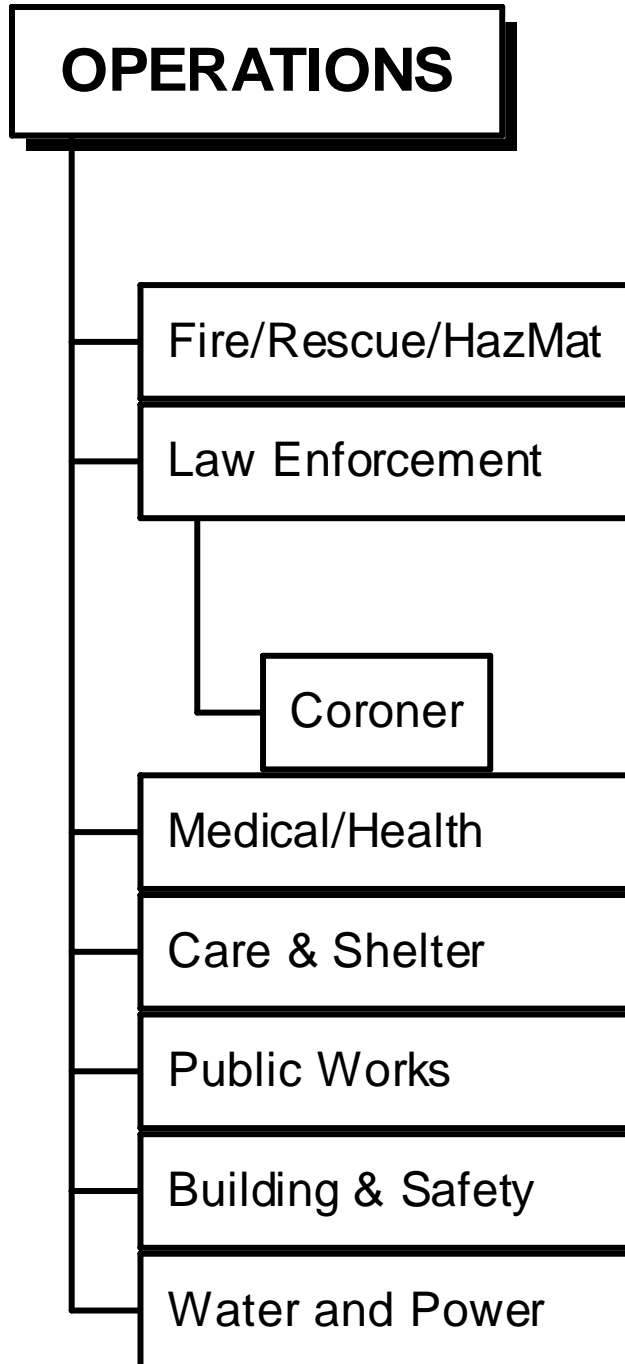 OPERATIONS
Fire/Rescue/HazMat
Law Enforcement
Coroner
Medical/Health
Care & Shelter
Public Works
Building & Safety
Water and Power